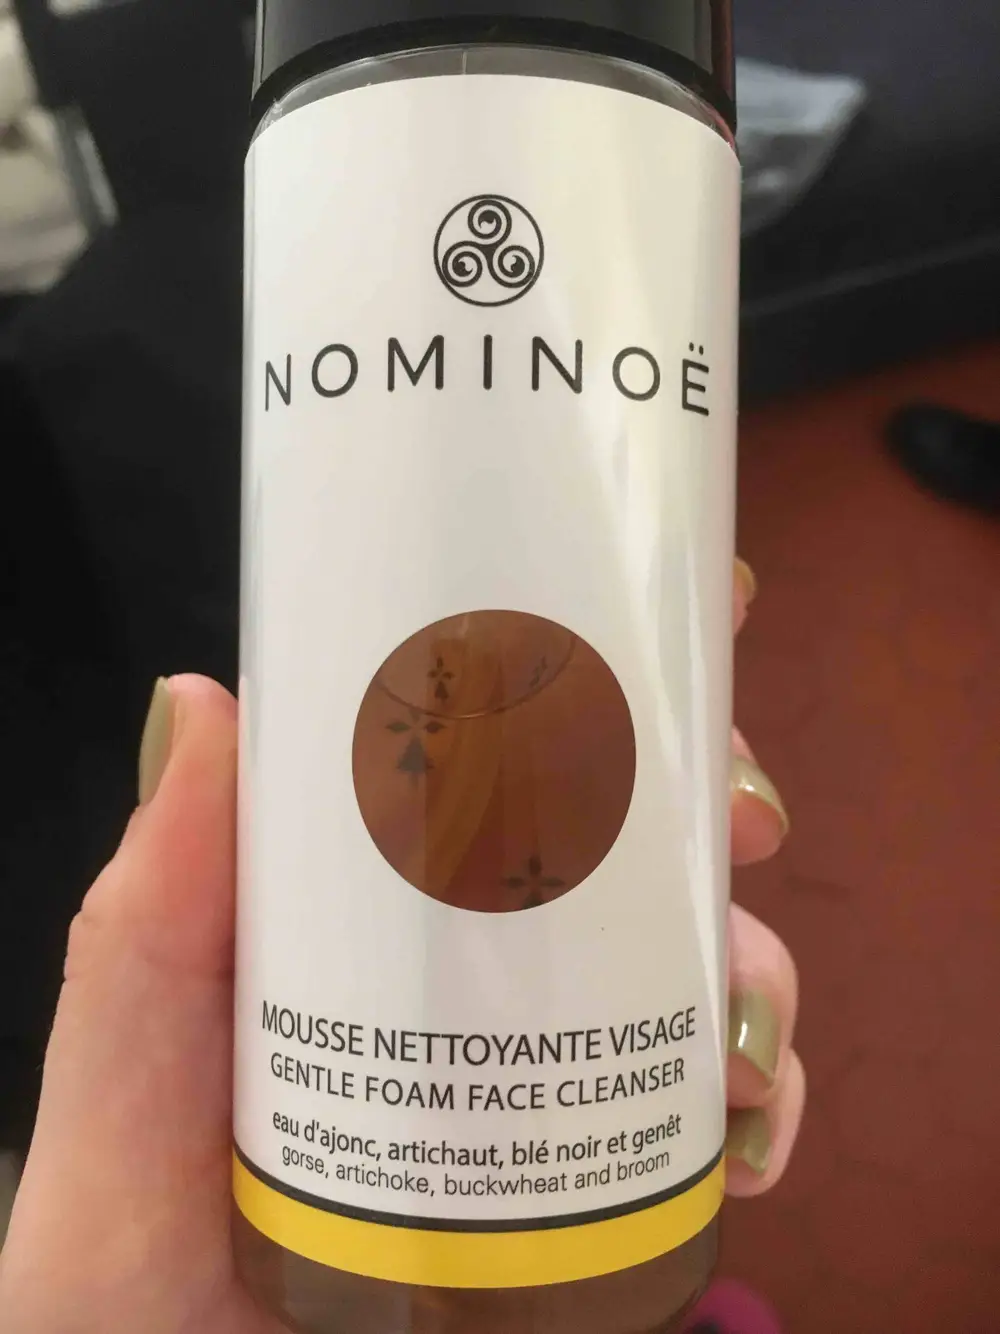 NOMINOË
MOUSSE NETTOYANTE VISAGE
GENTLE FOAM FACE CLEANSER
eau d'ajonc, artichaut, blé noir et genêt
gorse, artichoke, buckwheat and broom